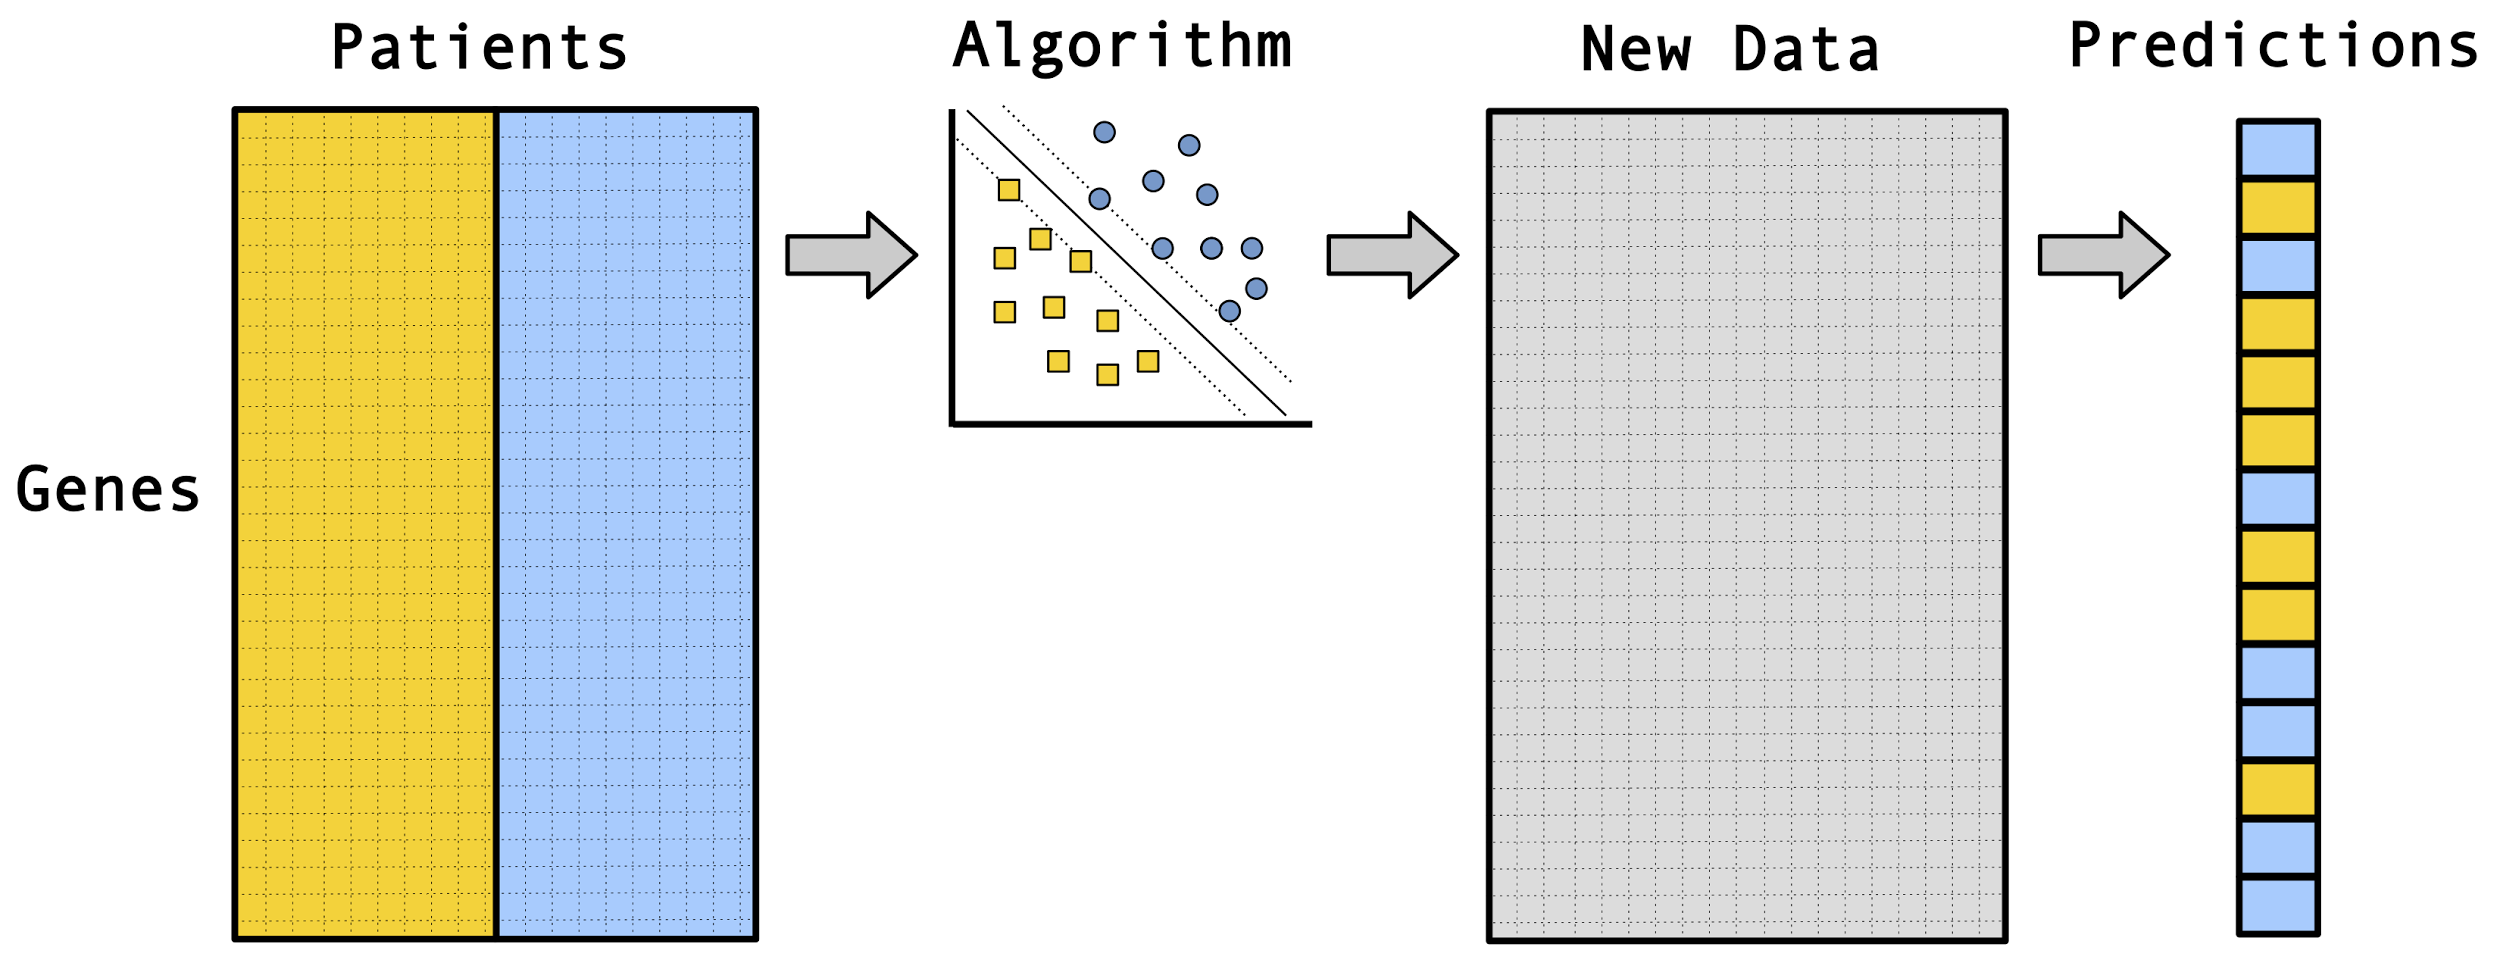 Patients
Algorithm
New Data
Predictions
Genes